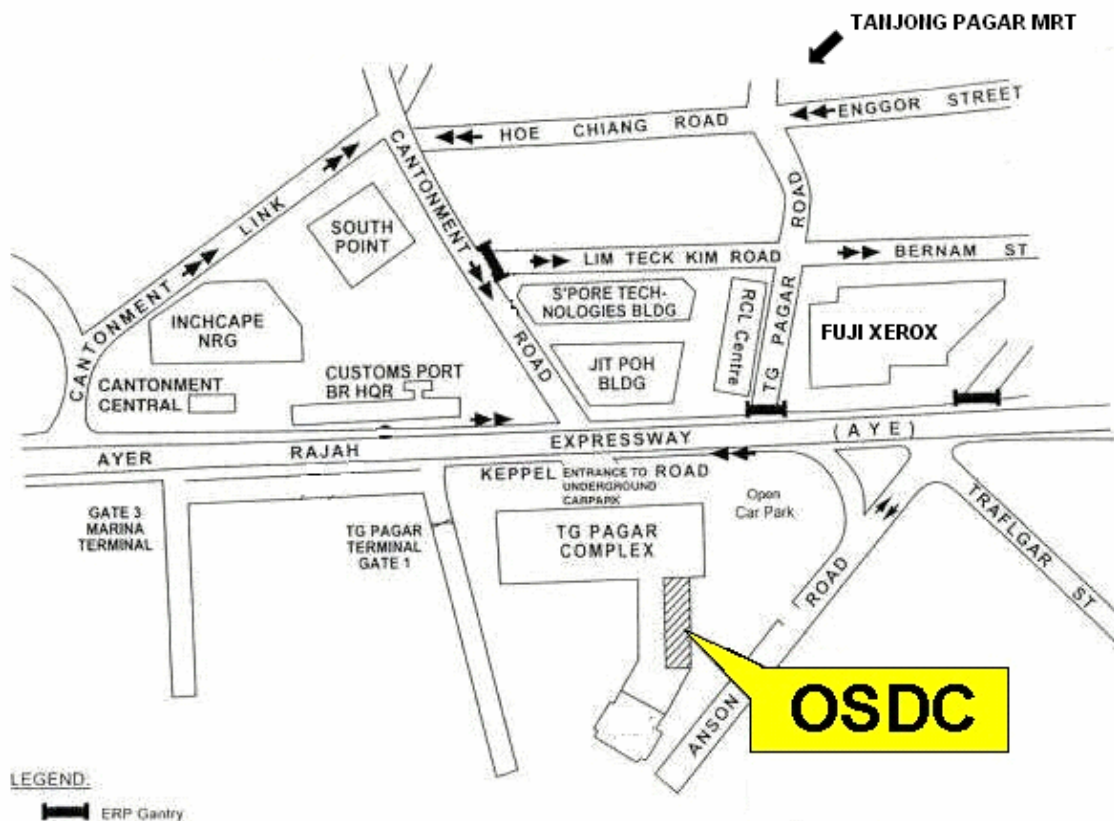 TANJONG PAGAR MRT
ENGGOR STREET
HOE CHIANG ROAD
CANTONMENT LINK
CANTONMENT ROAD
SOUTH
POINT
LIM TECK KIM ROAD
BERNAM ST
TG PAGAR ROAD
S'PORE TECH-
NOLOGIES BLDG
RCL Centre
FUJI XEROX
INCHCAPE
NRG
JIT POH
BLDG
CUSTOMS PORT
BR HQR
CANTONMENT
CENTRAL
AYER RAJAH EXPRESSWAY (AYE)
KEPPEL ROAD
ENTRANCE TO
UNDERGROUND
CARPARK
Open
Car Park
GATE 3
MARINA
TERMINAL
TG PAGAR
TERMINAL
GATE 1
TG PAGAR
COMPLEX
ANSON ROAD
TRAFLGAR ST
OSDC
LEGEND:
ERP Gantry